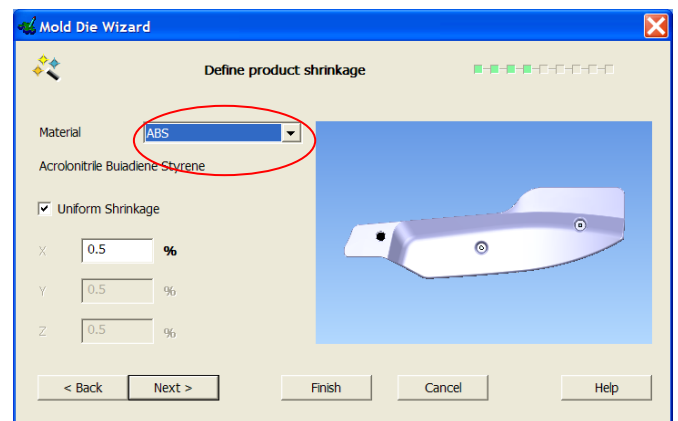 Mold Die Wizard
Define product shrinkage
Material ABS
Acrolonitrile Buiadiene Styrene
Uniform Shrinkage
X 0.5 %
Y 0.5 %
Z 0.5 %
< Back Next > Finish Cancel Help